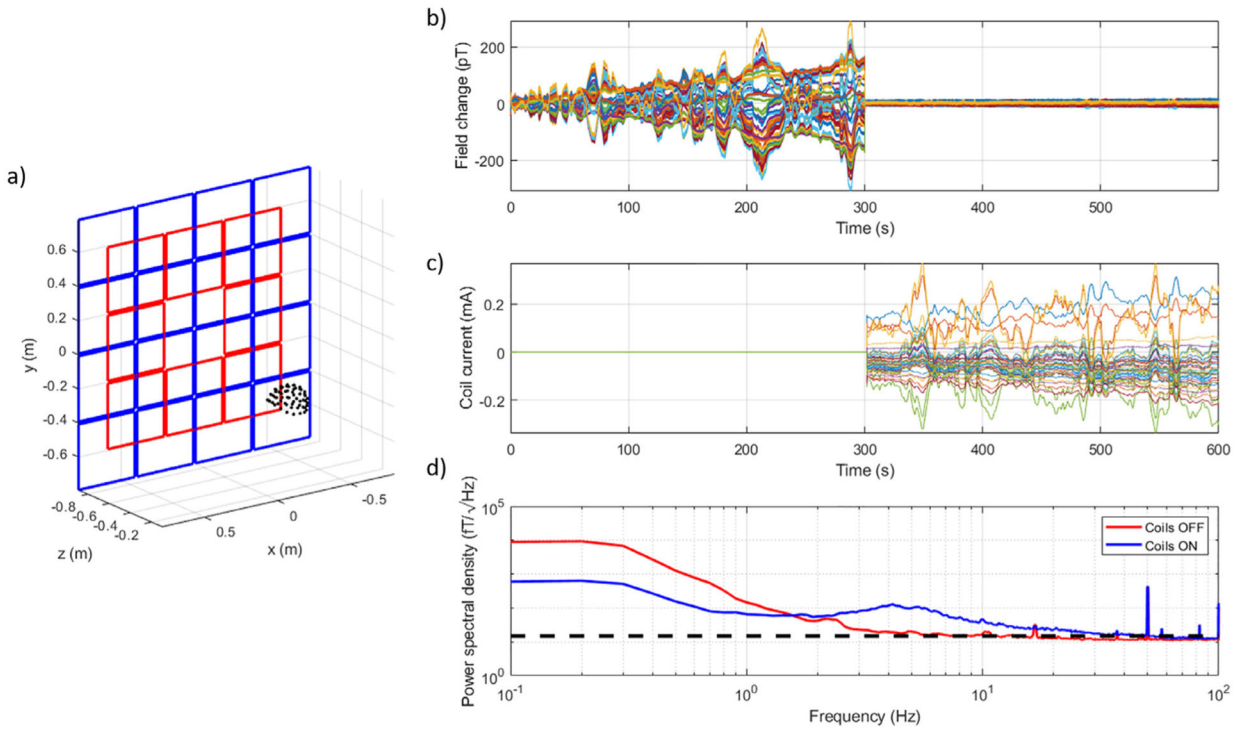 a)
y (m)
0.6
0.4
0.2
0
-0.2
-0.4
-0.6
-0.8
-0.6
-0.4
-0.2
z (m)
0.5
0
-0.5
x (m)
b)
Field change (pT)
200
0
-200
0 100 200 300 400 500
Time (s)
c)
Coil current (mA)
0.2
0
-0.2
0 100 200 300 400 500 600
Time (s)
d)
Power spectral density (fT/√Hz)
10^5
10^0
Coils OFF
Coils ON
10^-1 10^0 10^1 10^2
Frequency (Hz)